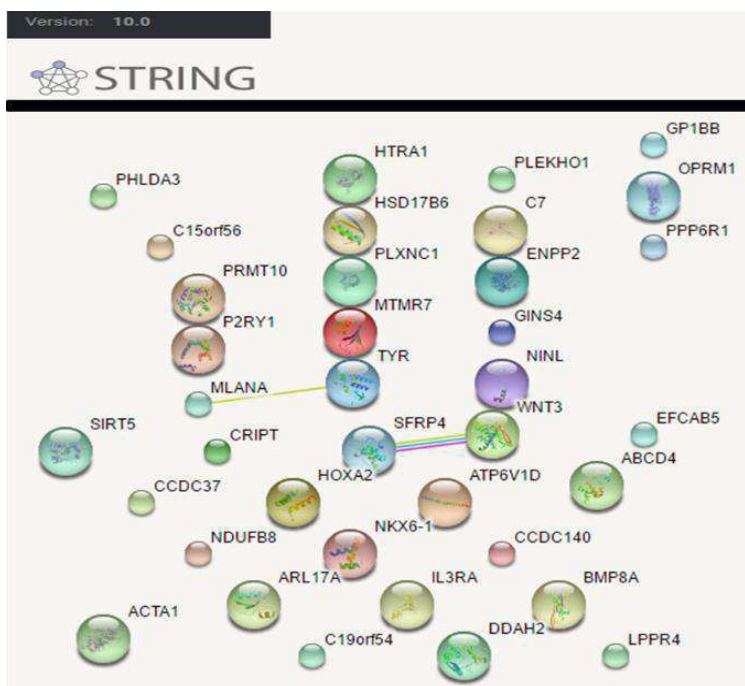 Version: 10.0
STRING
GP1BB
HTRA1
PLEKHO1
OPRM1
PHLDA3
HSD17B6
C7
C15orf56
PPP6R1
PLXNC1
ENPP2
PRMT10
MTMR7
GINS4
P2RY1
TYR
NINL
MLANA
WNT3
SIRT5
SFRP4
EFCAB5
CRIPT
ABCD4
HOXA2
ATP6V1D
CCDC37
NKX6-1
NDUFB8
CCDC140
ARL17A
IL3RA
BMP8A
ACTA1
DDAH2
C19orf54
LPPR4